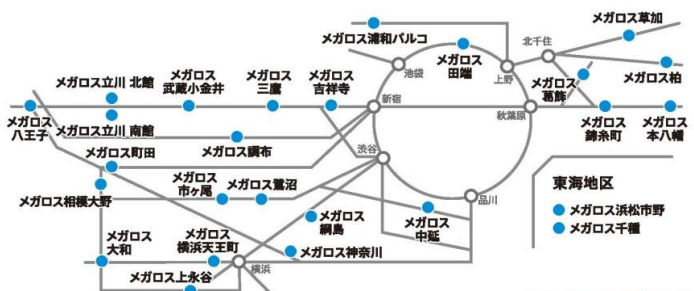 メガロス草加
メガロス浦和パルコ
北千住
メガロス
田端
上野
池袋
メガロス
葛飾
メガロス柏
メガロス立川 北館
メガロス
武蔵小金井
メガロス
三鷹
メガロス
吉祥寺
新宿
秋葉原
メガロス
八王子
メガロス立川 南館
メガロス調布
メガロス
錦糸町
メガロス
本八幡
メガロス町田
渋谷
メガロス
市ヶ尾
メガロス鷺沼
メガロス相模大野
品川
東海地区
メガロス浜松市野
メガロス千種
メガロス
綱島
メガロス
中延
メガロス
大和
メガロス
横浜天王町
メガロス神奈川
横浜
メガロス上永谷